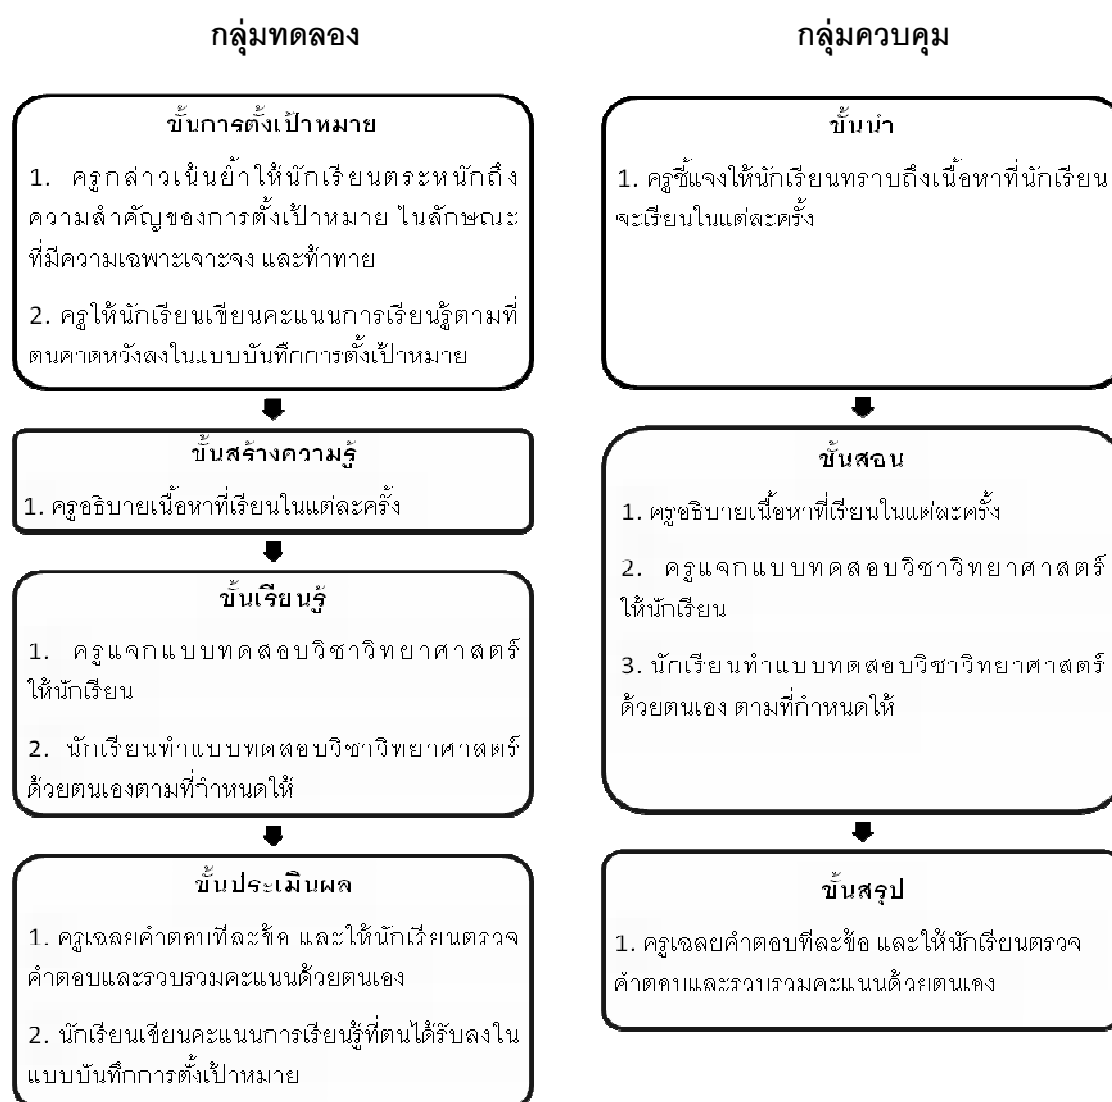 กลุ่มทดลอง
ขั้นการตั้งเป้าหมาย
1. ครูกล่าวเน้นย้ำให้นักเรียนตระหนักถึง
ความสำคัญของการตั้งเป้าหมาย ในลักษณะ
ที่มีความเฉพาะเจาะจง และท้าทาย
2. ครูให้นักเรียนเขียนคะแนนการเรียนรู้ตามที่
ตนคาดหวังลงในแบบบันทึกการตั้งเป้าหมาย
ขั้นสร้างความรู้
1. ครูอธิบายเนื้อหาที่เรียนในแต่ละครั้ง
ขั้นเรียนรู้
1. ครูแจกแบบทดสอบวิชาวิทยาศาสตร์
ให้นักเรียน
2. นักเรียนทำแบบทดสอบวิชาวิทยาศาสตร์
ด้วยตนเองตามที่กำหนดให้
ขั้นประเมินผล
1. ครูเฉลยคำตอบทีละข้อ และให้นักเรียนตรวจ
คำตอบและรวบรวมคะแนนด้วยตนเอง
2. นักเรียนเขียนคะแนนการเรียนรู้ที่ตนได้รับลงใน
แบบบันทึกการตั้งเป้าหมาย
กลุ่มควบคุม
ขั้นนำ
1. ครูชี้แจงให้นักเรียนทราบถึงเนื้อหาที่นักเรียน
จะเรียนในแต่ละครั้ง
ขั้นสอน
1. ครูอธิบายเนื้อหาที่เรียนในแต่ละครั้ง
2. ครูแจกแบบทดสอบวิชาวิทยาศาสตร์
ให้นักเรียน
3. นักเรียนทำแบบทดสอบวิชาวิทยาศาสตร์
ด้วยตนเอง ตามที่กำหนดให้
ขั้นสรุป
1. ครูเฉลยคำตอบทีละข้อ และให้นักเรียนตรวจ
คำตอบและรวบรวมคะแนนด้วยตนเอง